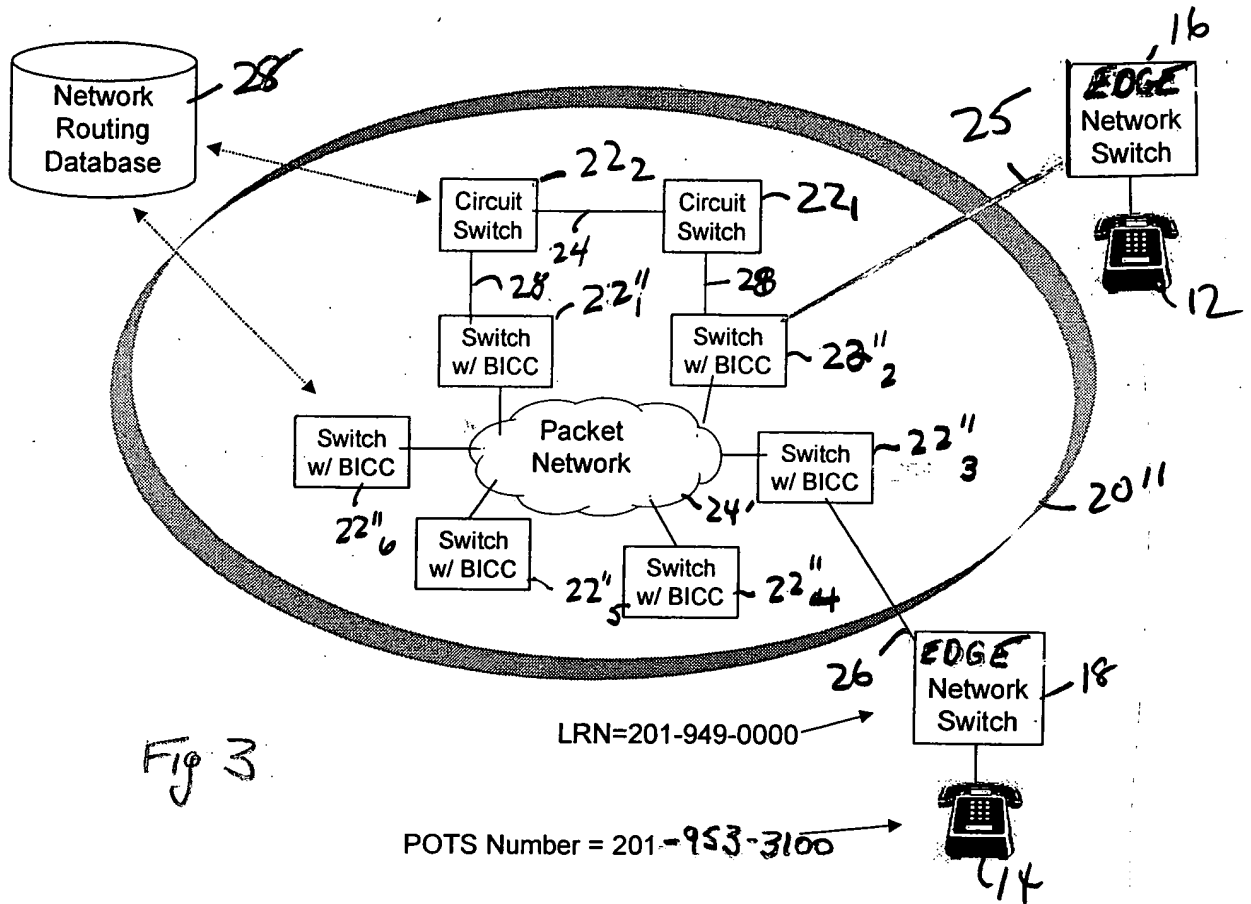 16
28
EDGE
Network
Switch
Network
Routing
Database
25
22₂
22₁
Circuit
Switch
Circuit
Switch
24
12
28
22''₁
28
Switch
w/ BICC
Switch
w/ BICC
22''₂
Packet
Network
Switch
w/ BICC
Switch
w/ BICC
22''₃
20''
24'
22''₆
Switch
w/ BICC
22''₅
Switch
w/ BICC
22''₄
26
EDGE
Network
Switch
18
LRN=201-949-0000
Fig 3
POTS Number = 201-953-3100
14